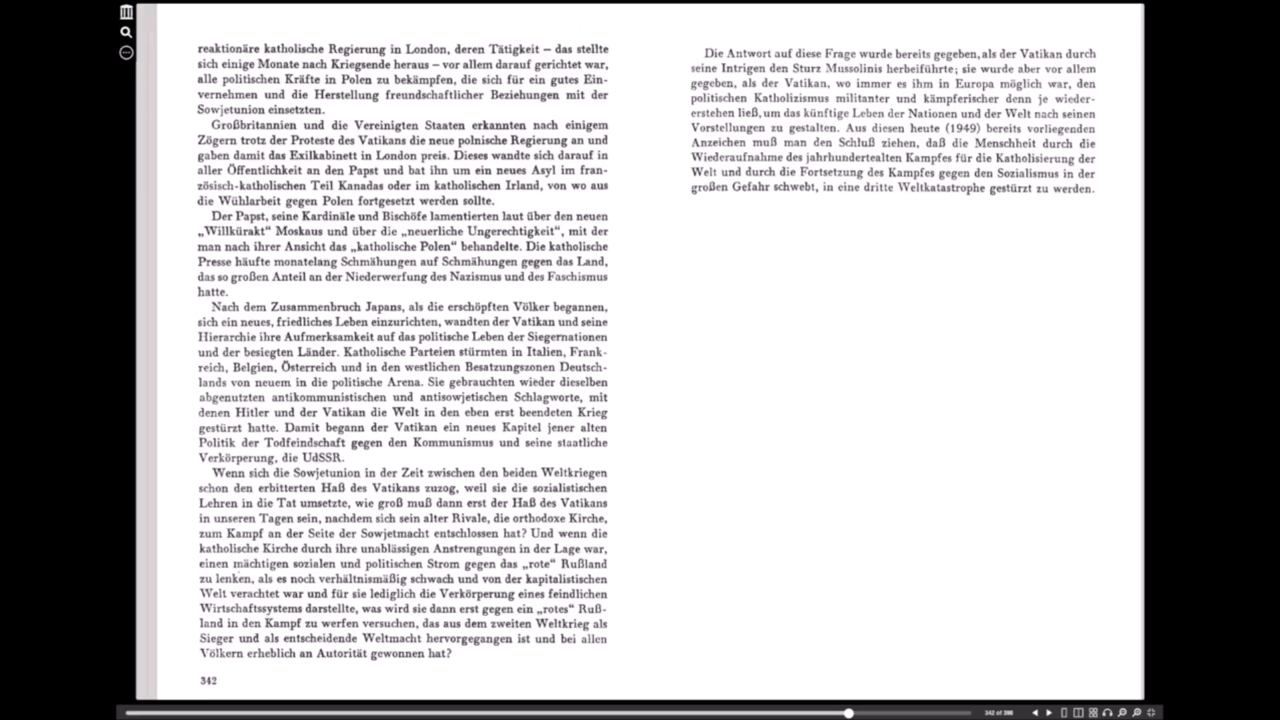 reaktionäre katholische Regierung in London, deren Tätigkeit – das stellte
sich einige Monate nach Kriegsende heraus – vor allem darauf gerichtet war,
alle politischen Kräfte in Polen zu bekämpfen, die sich für ein gutes Ein-
vernehmen und die Herstellung freundschaftlicher Beziehungen mit der
Sowjetunion einsetzten.
Großbritannien und die Vereinigten Staaten erkannten nach einigem
Zögern trotz der Proteste des Vatikans die neue polnische Regierung an und
gaben damit das Exilkabinett in London preis. Dieses wandte sich darauf in
aller Öffentlichkeit an den Papst und bat ihn um ein neues Asyl im fran-
zösisch-katholischen Teil Kanadas oder im katholischen Irland, von wo aus
die Wühlarbeit gegen Polen fortgesetzt werden sollte.
Der Papst, seine Kardinäle und Bischöfe lamentierten laut über den neuen
„Willkürakt“ Moskaus und über die „neuerliche Ungerechtigkeit“, mit der
man nach ihrer Ansicht das „katholische Polen“ behandelte. Die katholische
Presse häufte monatelang Schmähungen auf Schmähungen gegen das Land,
das so großen Anteil an der Niederwerfung des Nazismus und des Faschismus
hatte.
Nach dem Zusammenbruch Japans, als die erschöpften Völker begannen,
sich ein neues, friedliches Leben einzurichten, wandten der Vatikan und seine
Hierarchie ihre Aufmerksamkeit auf das politische Leben der Siegernationen
und der besiegten Länder. Katholische Parteien stürmten in Italien, Frank-
reich, Belgien, Österreich und in den westlichen Besatzungszonen Deutsch-
lands von neuem in die politische Arena. Sie gebrauchten wieder dieselben
abgenutzten antikommunistischen und antisowjetischen Schlagworte, mit
denen Hitler und der Vatikan die Welt in den eben erst beendeten Krieg
gestürzt hatte. Damit begann der Vatikan ein neues Kapitel jener alten
Politik der Todfeindschaft gegen den Kommunismus und seine staatliche
Verkörperung, die UdSSR.
Wenn sich die Sowjetunion in der Zeit zwischen den beiden Weltkriegen
schon den erbitterten Haß des Vatikans zuzog, weil sie die sozialistischen
Lehren in die Tat umsetzte, wie groß muß dann erst der Haß des Vatikans
in unseren Tagen sein, nachdem sich sein alter Rivale, die orthodoxe Kirche,
zum Kampf an der Seite der Sowjetmacht entschlossen hat? Und wenn die
katholische Kirche durch ihre unablässigen Anstrengungen in der Lage war,
einen mächtigen sozialen und politischen Strom gegen das „rote“ Rußland
zu lenken, als es noch verhältnismäßig schwach und von der kapitalistischen
Welt verachtet war und für sie lediglich die Verkörperung eines feindlichen
Wirtschaftssystems darstellte, was wird sie dann erst gegen ein „rotes“ Ruß-
land in den Kampf zu werfen versuchen, das aus dem zweiten Weltkrieg als
Sieger und als entscheidende Weltmacht hervorgegangen ist und bei allen
Völkern erheblich an Autorität gewonnen hat?
342
Die Antwort auf diese Frage wurde bereits gegeben, als der Vatikan durch
seine Intrigen den Sturz Mussolinis herbeiführte; sie wurde aber vor allem
gegeben, als der Vatikan, wo immer es ihm in Europa möglich war, den
politischen Katholizismus militanter und kämpferischer denn je wieder-
erstehen ließ, um das künftige Leben der Nationen und der Welt nach seinen
Vorstellungen zu gestalten. Aus diesen heute (1949) bereits vorliegenden
Anzeichen muß man den Schluß ziehen, daß die Menschheit durch die
Wiederaufnahme des jahrhundertealten Kampfes für die Katholisierung der
Welt und durch die Fortsetzung des Kampfes gegen den Sozialismus in der
großen Gefahr schwebt, in eine dritte Weltkatastrophe gestürzt zu werden.
342 of 398